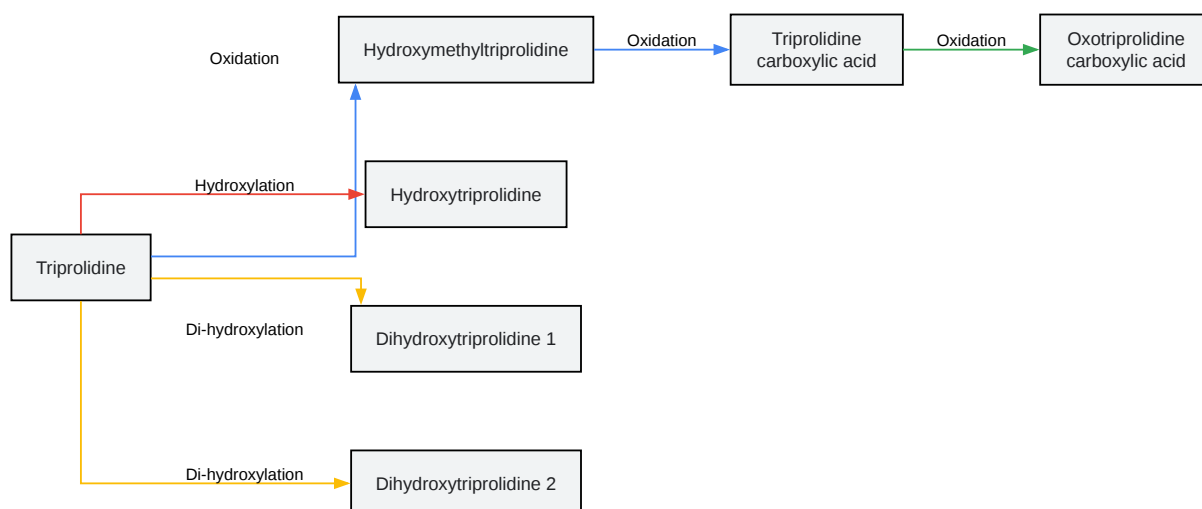 Hydroxymethyltriprolidine
Oxidation
Triprolidine
carboxylic acid
Oxidation
Oxotriprolidine
carboxylic acid
Oxidation
Hydroxylation
Hydroxytriprolidine
Triprolidine
Di-hydroxylation
Dihydroxytriprolidine 1
Di-hydroxylation
Dihydroxytriprolidine 2